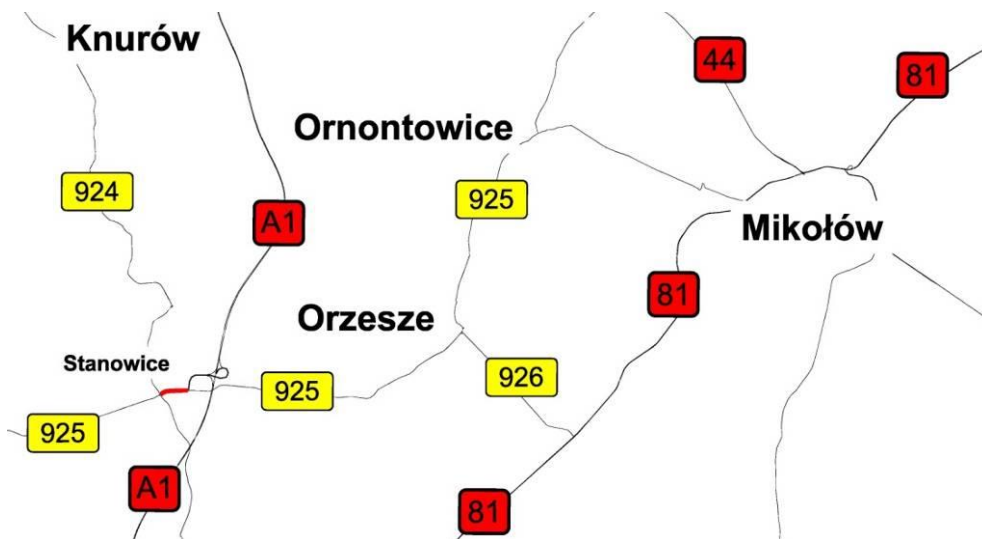 Knurów
44
81
Ornontowice
924
925
A1
Mikołów
81
Orzesze
Stanowice
926
925
925
A1
81